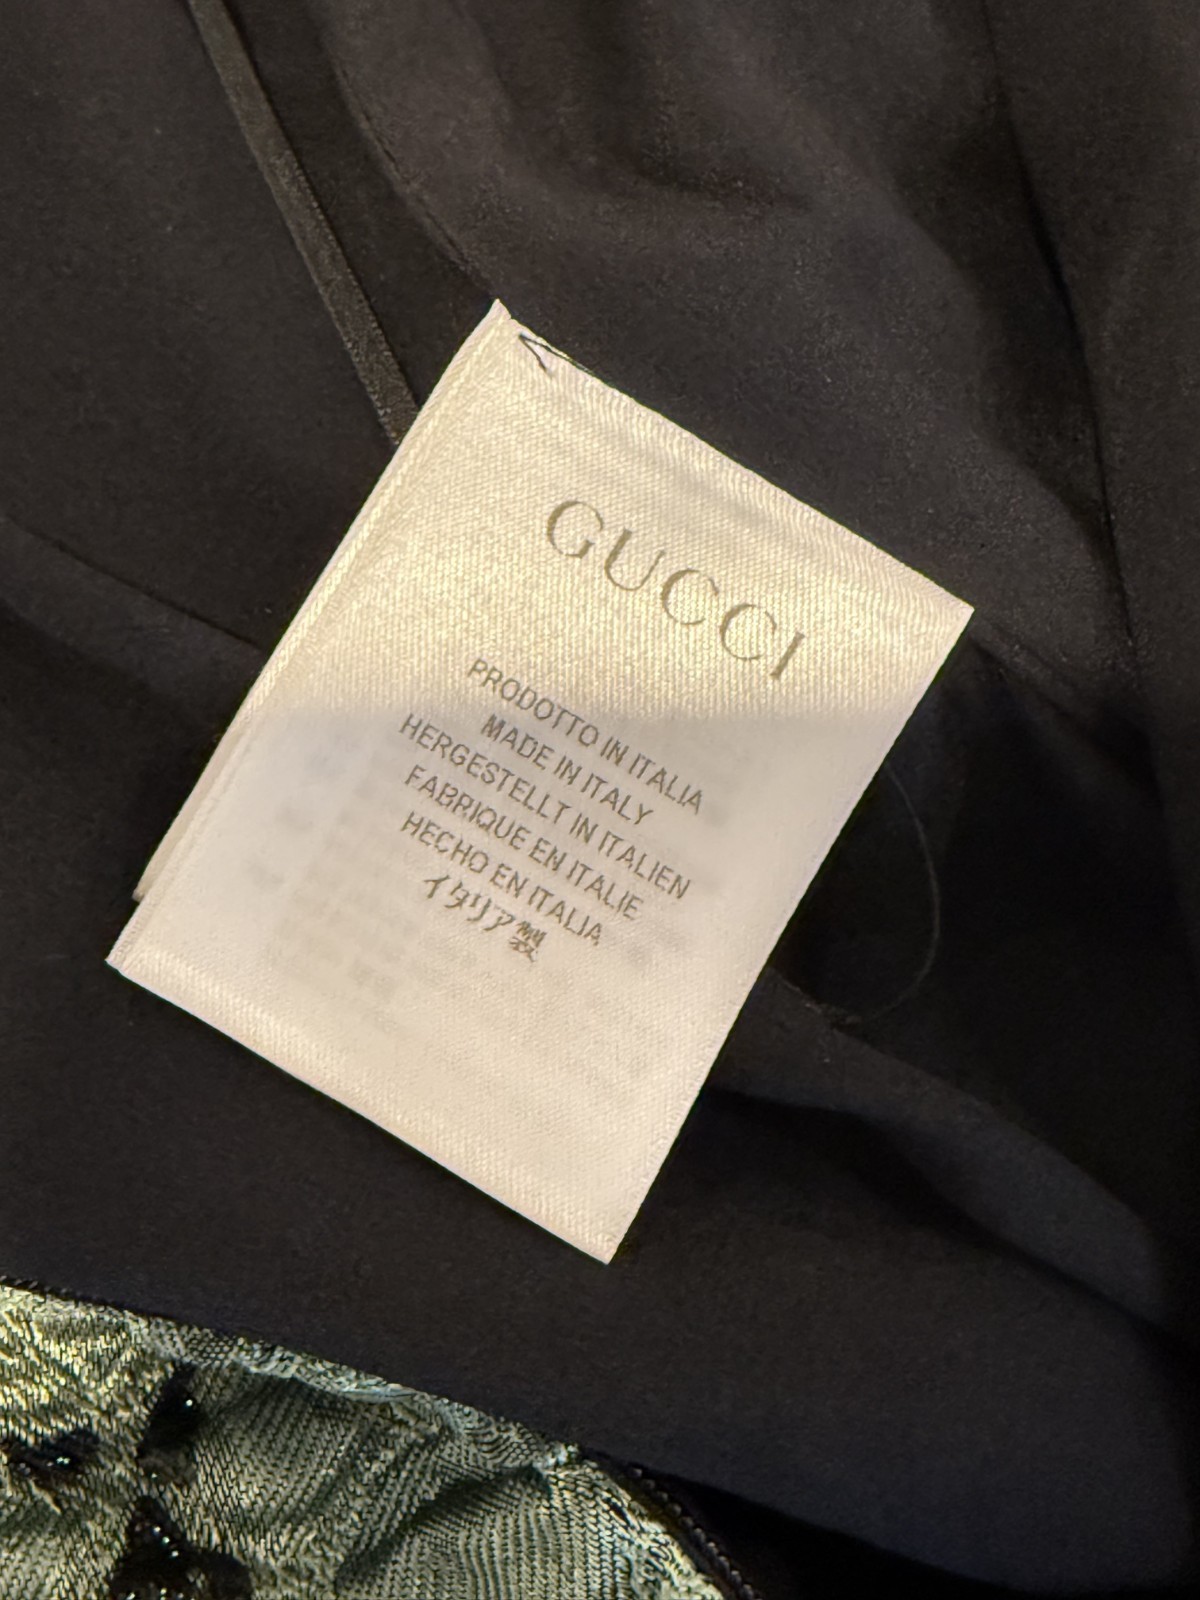 GUCCI
PRODOTTO IN ITALIA
MADE IN ITALY
HERGESTELLT IN ITALIEN
FABRIQUE EN ITALIE
HECHO EN ITALIA
イタリア製